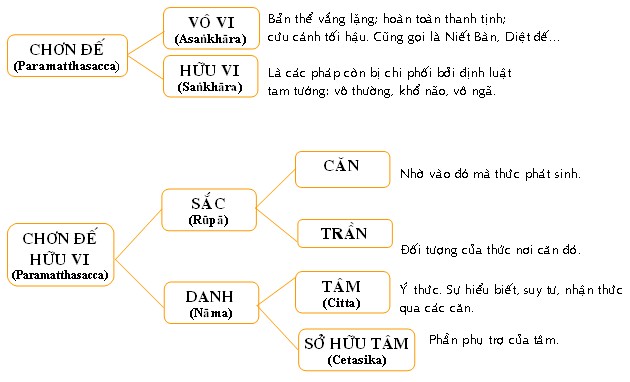 CHƠN ĐẾ
(Paramatthasacca)
VÔ VI
(Asaṅkhāra)
Bản thể vắng lặng; hoàn toàn thanh tịnh;
cưu cánh tối hậu. Cũng gọi là Niết Bàn, Diệt đế...
HỮU VI
(Saṅkhāra)
Là các pháp còn bị chi phối bởi định luật
tam tướng: vô thường, khổ não, vô ngã.
CHƠN ĐẾ
HỮU VI
(Paramatthasacca)
SẮC
(Rūpā)
CĂN
Nhờ vào đó mà thức phát sinh.
TRẦN
Đối tượng của thức nơi căn đó.
DANH
(Nāma)
TÂM
(Citta)
Ý thức. Sự hiểu biết, suy tư, nhận thức
qua các căn.
SỞ HỮU TÂM
(Cetasika)
Phần phụ trợ của tâm.